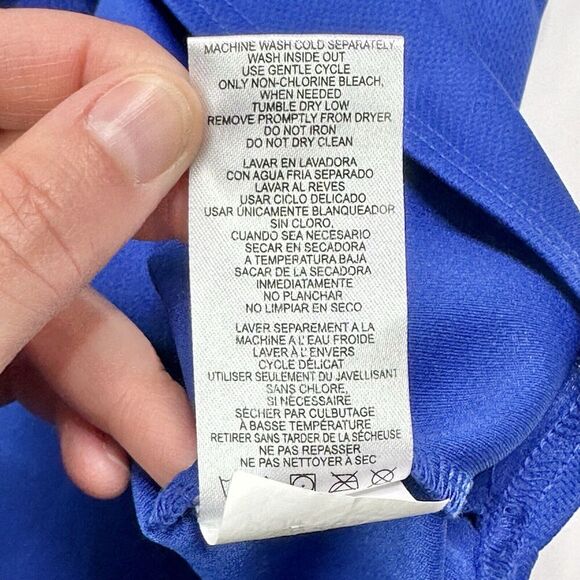 MACHINE WASH COLD SEPARATELY
WASH INSIDE OUT
USE GENTLE CYCLE
ONLY NON-CHLORINE BLEACH,
WHEN NEEDED
TUMBLE DRY LOW
REMOVE PROMPTLY FROM DRYER
DO NOT IRON
DO NOT DRY CLEAN
LAVAR EN LAVADORA
CON AGUA FRIA SEPARADO
LAVAR AL REVES
USAR CICLO DELICADO
USAR ÚNICAMENTE BLANQUEADOR
SIN CLORO,
CUANDO SEA NECESARIO
SECAR EN SECADORA
A TEMPERATURA BAJA
SACAR DE LA SECADORA
INMEDIATAMENTE
NO PLANCHAR
NO LIMPIAR EN SECO
LAVER SEPAREMENT A LA
MACHINE A L'EAU FROIDE
LAVER À L'ENVERS
CYCLE DÉLICAT
UTILISER SEULEMENT DU JAVELLISANT
SANS CHLORE,
SI NÉCESSAIRE
SÉCHER PAR CULBUTAGE
À BASSE TEMPÉRATURE
RETIRER SANS TARDER DE LA SÉCHEUSE
NE PAS REPASSER
NE PAS NETTOYER A SEC